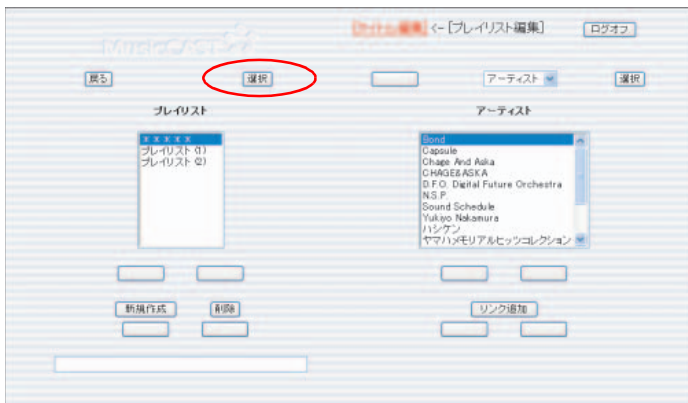 [タイトル編集] <- [プレイリスト編集] ログオフ
MusicCAST
戻る 選択 アーティスト 選択
プレイリスト アーティスト
x x x x x
プレイリスト (1)
プレイリスト (2)
Bond
Capsule
Chage And Aska
CHAGE&ASKA
D.F.O. Digital Future Orchestra
N.S.P.
Sound Schedule
Yukiyo Nakamura
ハシケン
ヤマハメモリアルヒッツコレクション
新規作成 削除 リンク追加